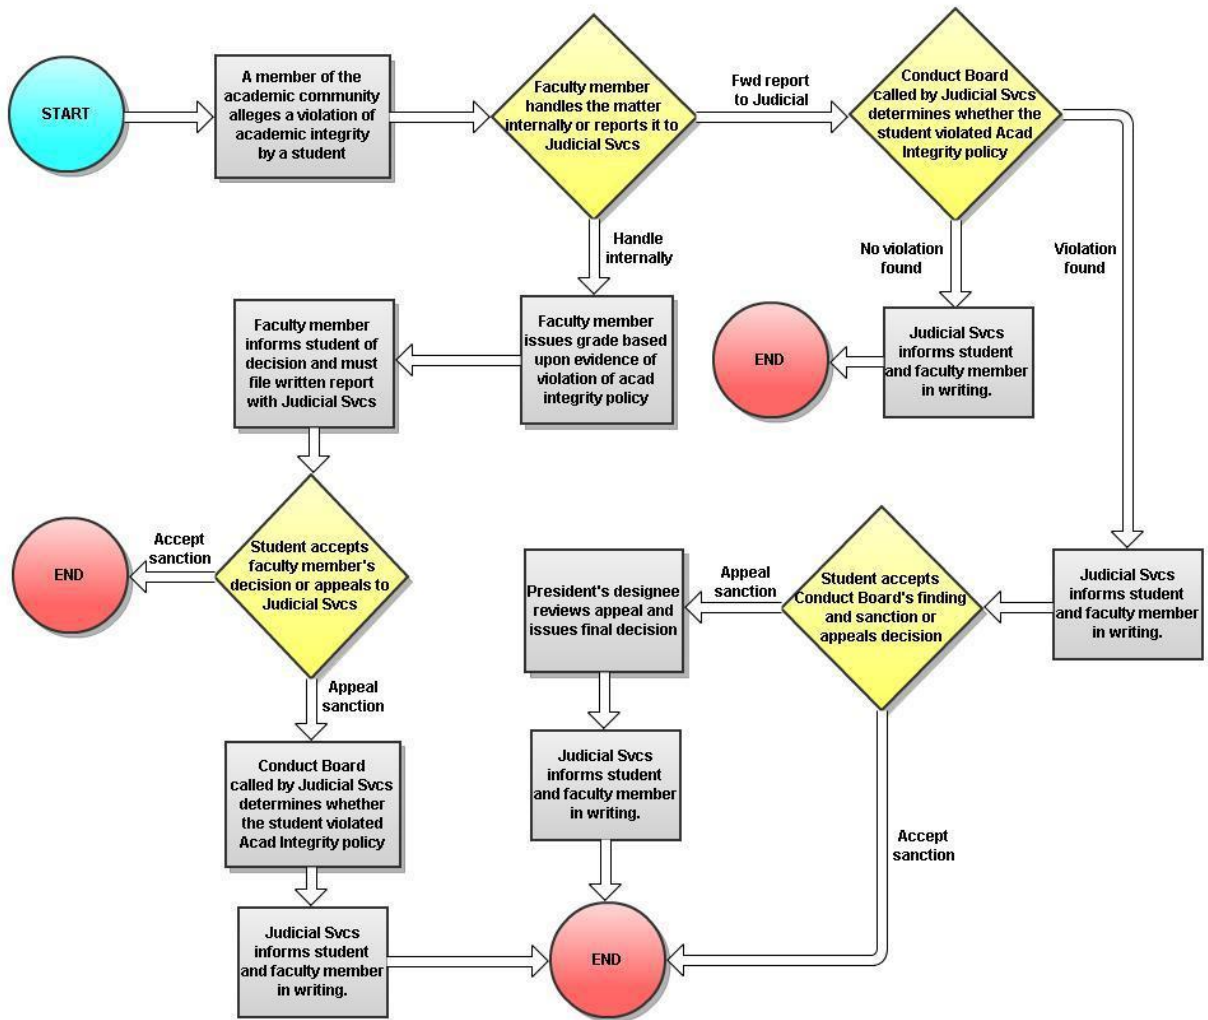 START
A member of the
academic community
alleges a violation of
academic integrity
by a student
Faculty member
handles the matter
internally or reports it to
Judicial Svcs
Fwd report
to Judicial
Conduct Board
called by Judicial Svcs
determines whether the
student violated Acad
Integrity policy
Handle
internally
No violation
found
Violation
found
Faculty member
informs student of
decision and must
file written report
with Judicial Svcs
Faculty member
issues grade based
upon evidence of
violation of acad
integrity policy
END
Judicial Svcs
informs student
and faculty member
in writing.
END
Accept
sanction
Student accepts
faculty member's
decision or appeals to
Judicial Svcs
President's designee
reviews appeal and
issues final decision
Appeal
sanction
Student accepts
Conduct Board's finding
and sanction or
appeals decision
Judicial Svcs
informs student
and faculty member
in writing.
Appeal
sanction
Conduct Board
called by Judicial Svcs
determines whether
the student violated
Acad Integrity policy
Judicial Svcs
informs student
and faculty member
in writing.
Accept
sanction
Judicial Svcs
informs student
and faculty member
in writing.
END